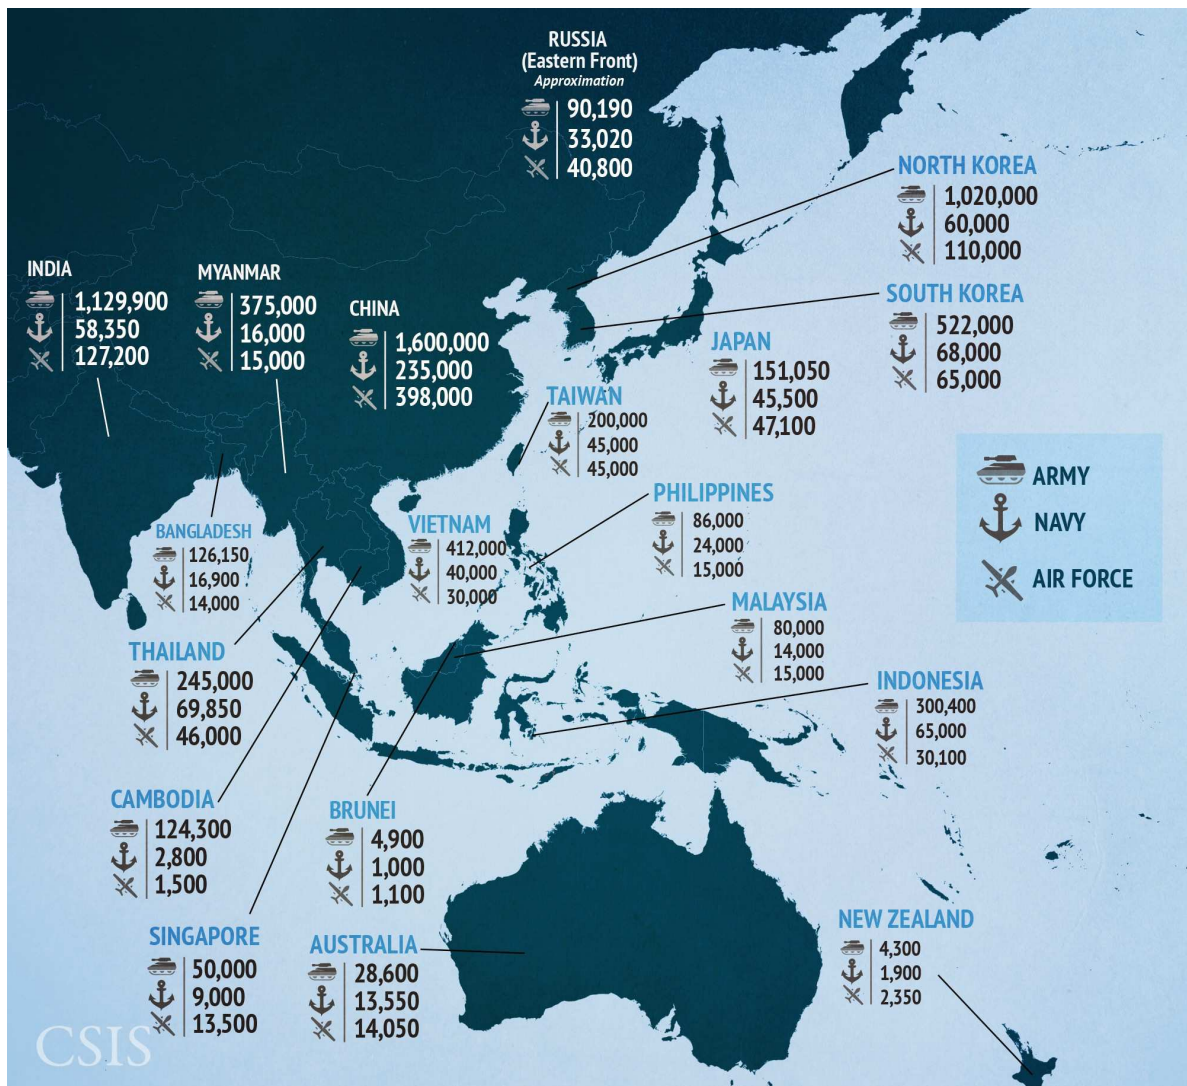 RUSSIA
(Eastern Front)
Approximation
90,190
33,020
40,800
NORTH KOREA
1,020,000
60,000
110,000
INDIA
1,129,900
58,350
127,200
MYANMAR
375,000
16,000
15,000
CHINA
1,600,000
235,000
398,000
SOUTH KOREA
522,000
68,000
65,000
JAPAN
151,050
45,500
47,100
TAIWAN
200,000
45,000
45,000
ARMY
NAVY
AIR FORCE
BANGLADESH
126,150
16,900
14,000
VIETNAM
412,000
40,000
30,000
PHILIPPINES
86,000
24,000
15,000
MALAYSIA
80,000
14,000
15,000
THAILAND
245,000
69,850
46,000
INDONESIA
300,400
65,000
30,100
CAMBODIA
124,300
2,800
1,500
BRUNEI
4,900
1,000
1,100
SINGAPORE
50,000
9,000
13,500
AUSTRALIA
28,600
13,550
14,050
NEW ZEALAND
4,300
1,900
2,350
CSIS